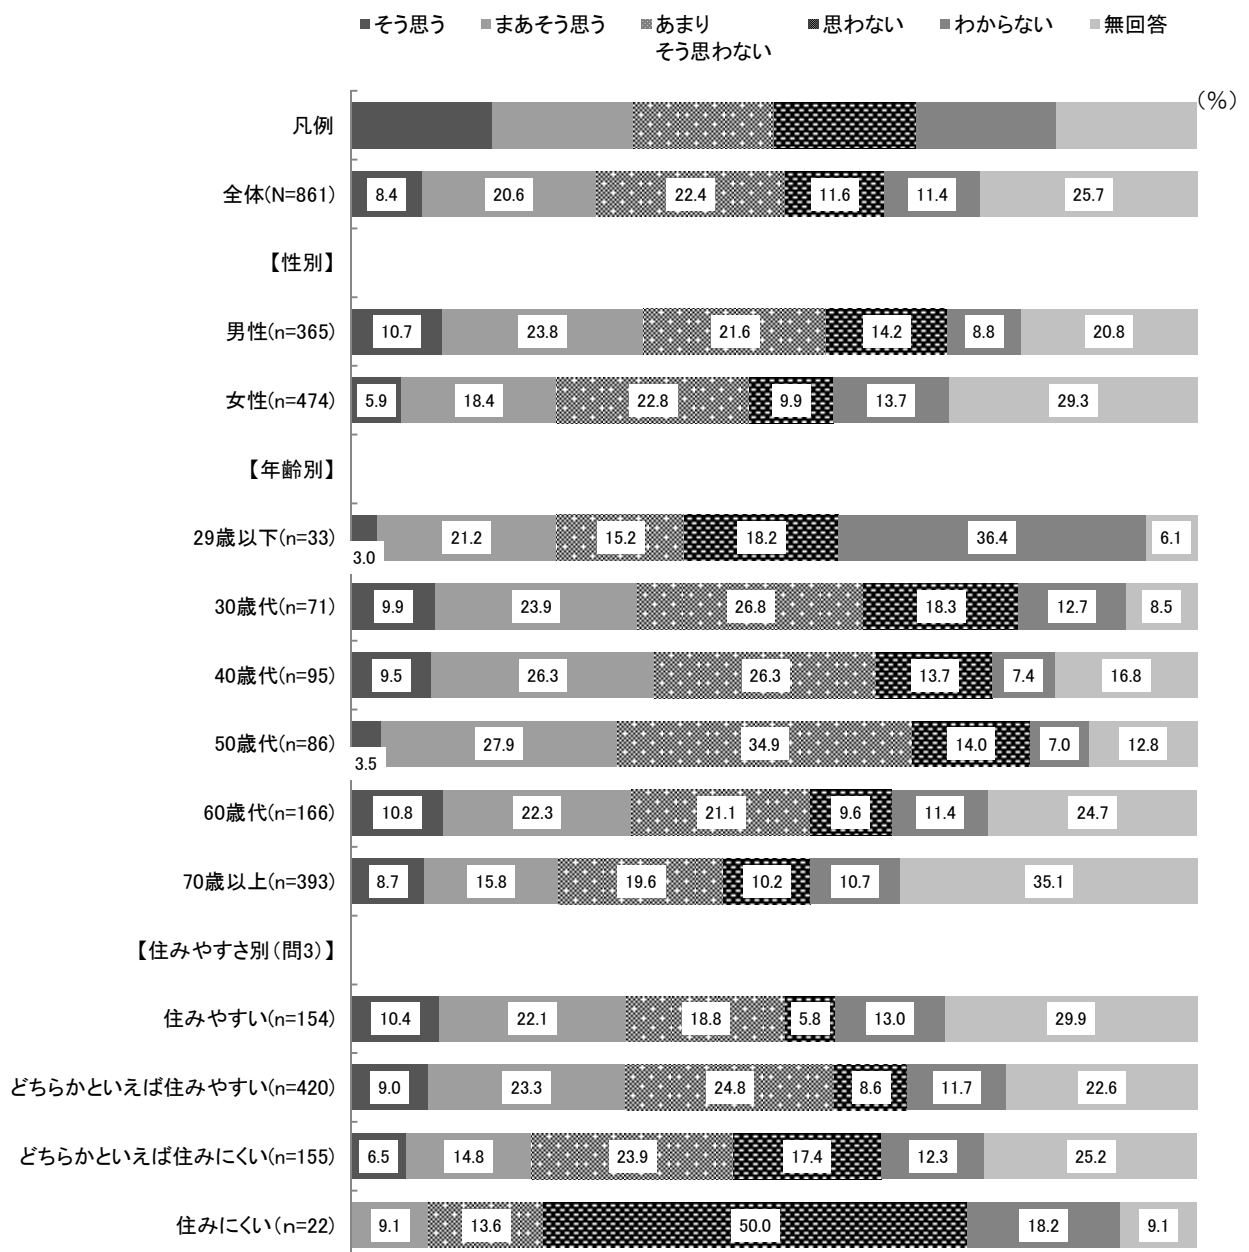 ■そう思う ■まあそう思う ■あまり ■思わない ■わからない ■無回答
そう思わない
(%)
凡例
全体(N=861) 8.4 20.6 22.4 11.6 11.4 25.7
【性別】
男性(n=365) 10.7 23.8 21.6 14.2 8.8 20.8
女性(n=474) 5.9 18.4 22.8 9.9 13.7 29.3
【年齢別】
29歳以下(n=33) 3.0 21.2 15.2 18.2 36.4 6.1
30歳代(n=71) 9.9 23.9 26.8 18.3 12.7 8.5
40歳代(n=95) 9.5 26.3 26.3 13.7 7.4 16.8
50歳代(n=86) 3.5 27.9 34.9 14.0 7.0 12.8
60歳代(n=166) 10.8 22.3 21.1 9.6 11.4 24.7
70歳以上(n=393) 8.7 15.8 19.6 10.2 10.7 35.1
【住みやすさ別(問3)】
住みやすい(n=154) 10.4 22.1 18.8 5.8 13.0 29.9
どちらかといえば住みやすい(n=420) 9.0 23.3 24.8 8.6 11.7 22.6
どちらかといえば住みにくい(n=155) 6.5 14.8 23.9 17.4 12.3 25.2
住みにくい(n=22) 9.1 13.6 50.0 18.2 9.1